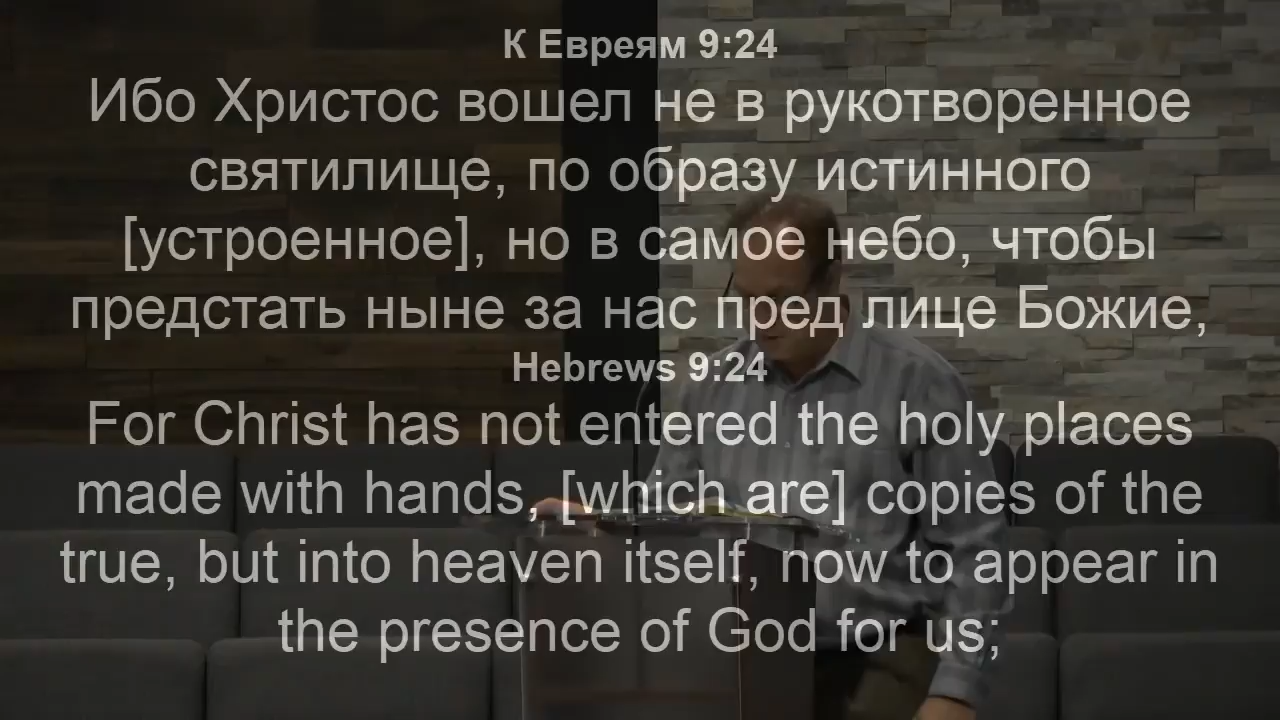 К Евреям 9:24
Ибо Христос вошел не в рукотворенное
святилище, по образу истинного
[устроенное], но в самое небо, чтобы
предстать ныне за нас пред лице Божие,
Hebrews 9:24
For Christ has not entered the holy places
made with hands, [which are] copies of the
true, but into heaven itself, now to appear in
the presence of God for us;